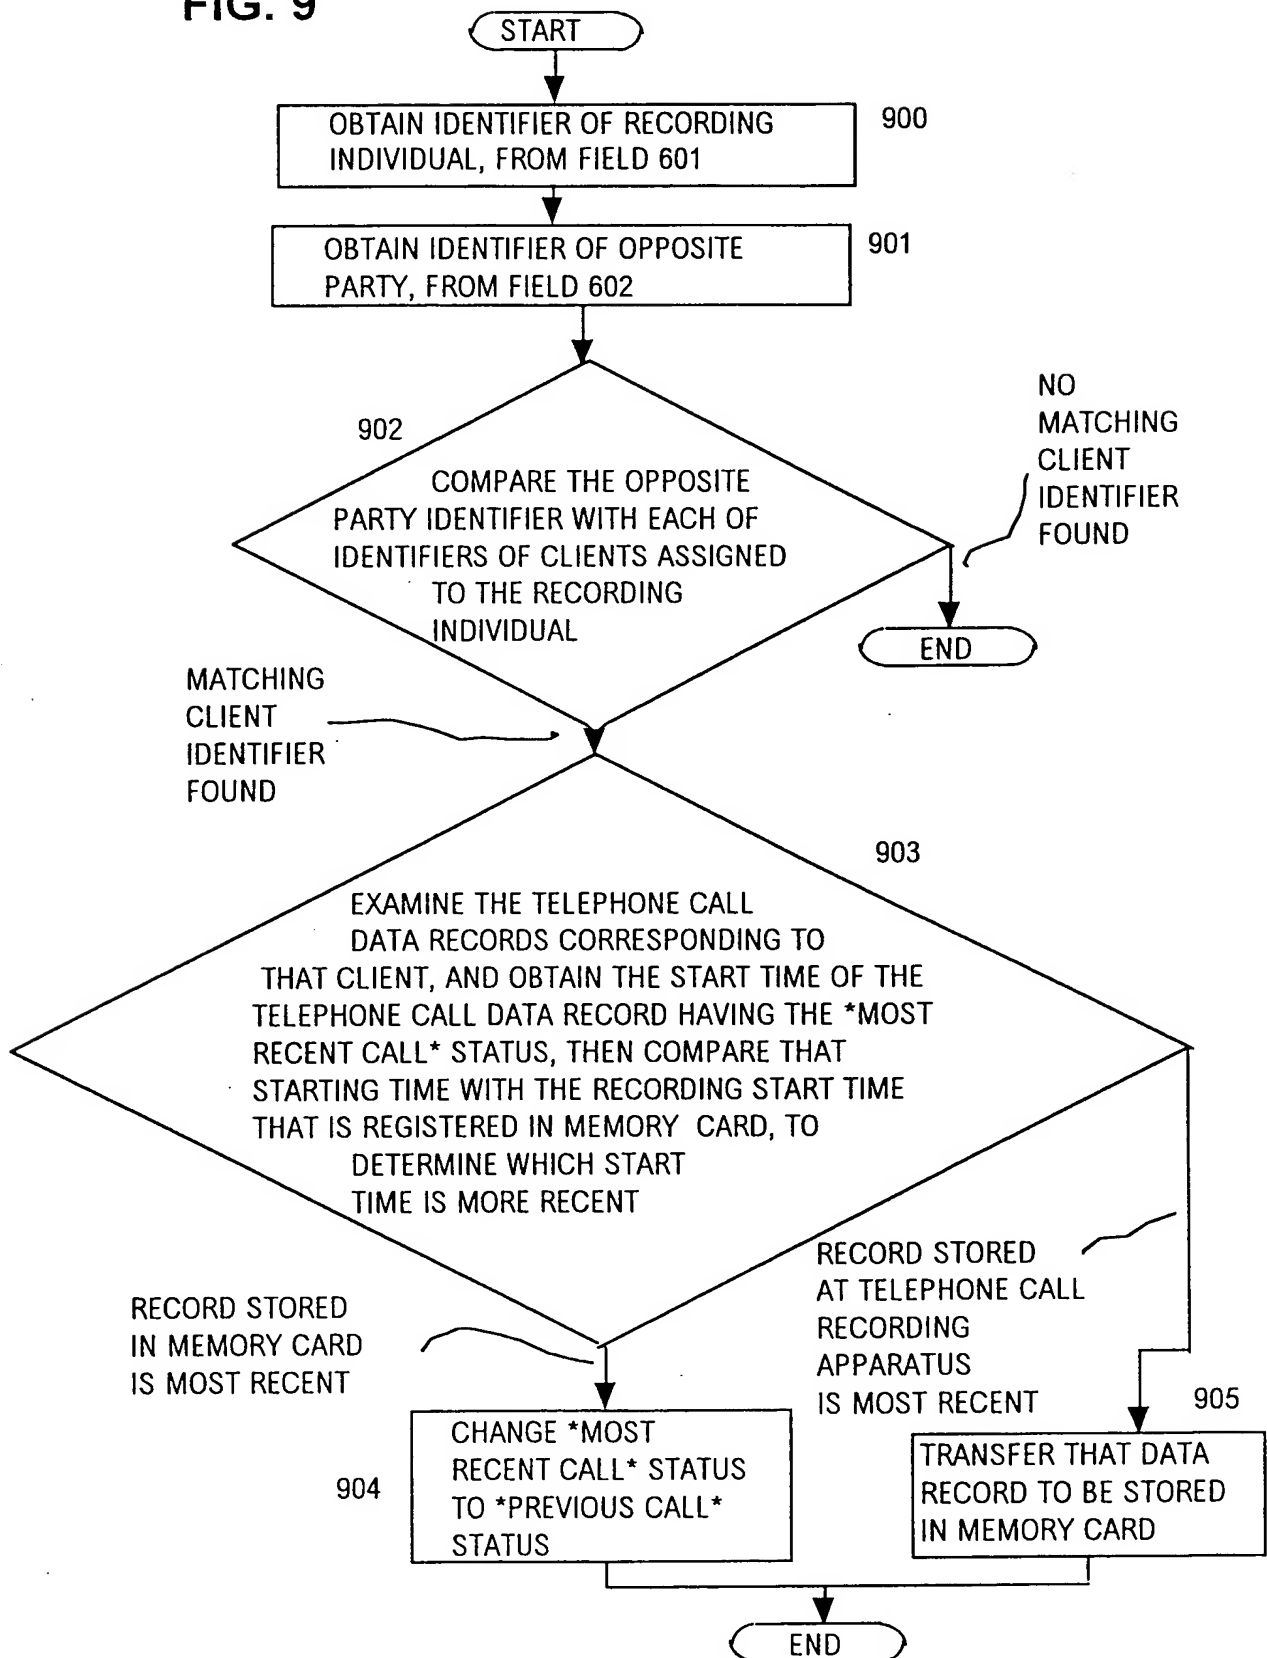 FIG. 9
START
OBTAIN IDENTIFIER OF RECORDING
INDIVIDUAL, FROM FIELD 601
900
OBTAIN IDENTIFIER OF OPPOSITE
PARTY, FROM FIELD 602
901
902
COMPARE THE OPPOSITE
PARTY IDENTIFIER WITH EACH OF
IDENTIFIERS OF CLIENTS ASSIGNED
TO THE RECORDING
INDIVIDUAL
NO
MATCHING
CLIENT
IDENTIFIER
FOUND
END
MATCHING
CLIENT
IDENTIFIER
FOUND
903
EXAMINE THE TELEPHONE CALL
DATA RECORDS CORRESPONDING TO
THAT CLIENT, AND OBTAIN THE START TIME OF THE
TELEPHONE CALL DATA RECORD HAVING THE *MOST
RECENT CALL* STATUS, THEN COMPARE THAT
STARTING TIME WITH THE RECORDING START TIME
THAT IS REGISTERED IN MEMORY CARD, TO
DETERMINE WHICH START
TIME IS MORE RECENT
RECORD STORED
IN MEMORY CARD
IS MOST RECENT
RECORD STORED
AT TELEPHONE CALL
RECORDING
APPARATUS
IS MOST RECENT
904
CHANGE *MOST
RECENT CALL* STATUS
TO *PREVIOUS CALL*
STATUS
905
TRANSFER THAT DATA
RECORD TO BE STORED
IN MEMORY CARD
END